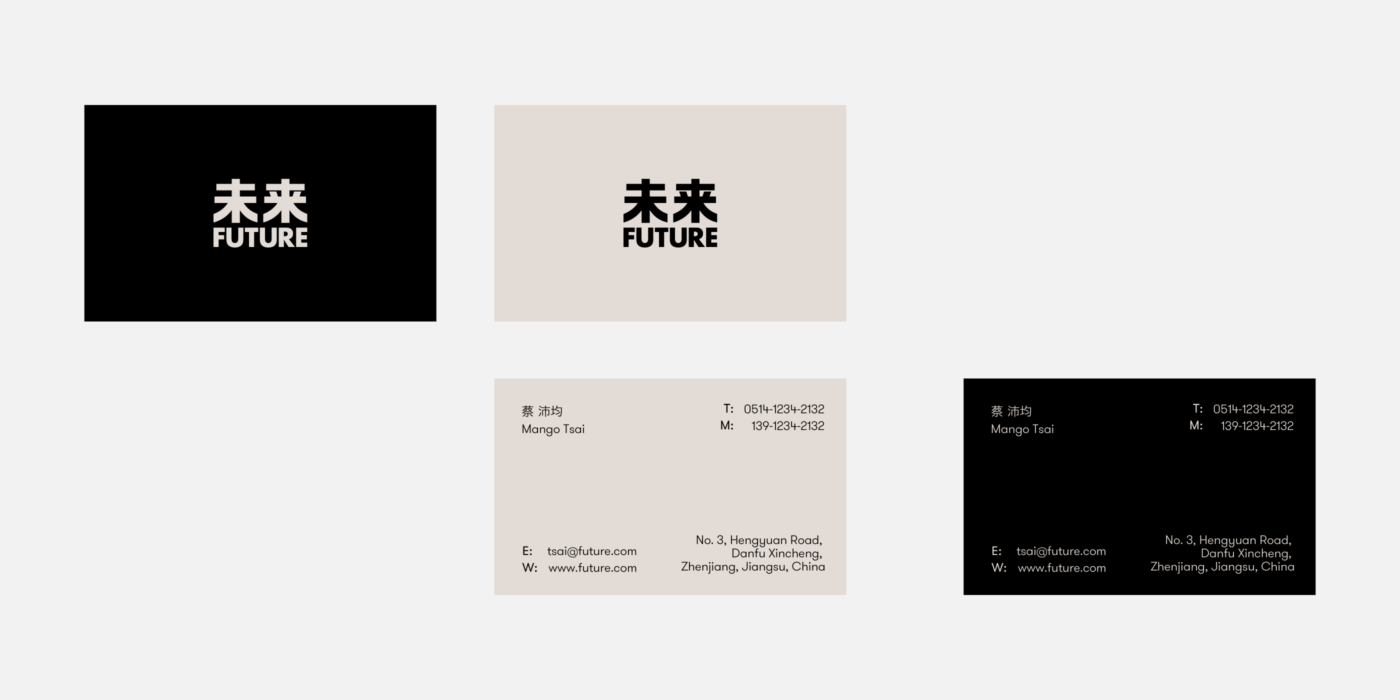 未来
FUTURE
未来
FUTURE
蔡 沛均
Mango Tsai
T: 0514-1234-2132
M: 139-1234-2132
E: tsai@future.com
W: www.future.com
No. 3, Hengyuan Road,
Danfu Xincheng,
Zhenjiang, Jiangsu, China
蔡 沛均
Mango Tsai
T: 0514-1234-2132
M: 139-1234-2132
E: tsai@future.com
W: www.future.com
No. 3, Hengyuan Road,
Danfu Xincheng,
Zhenjiang, Jiangsu, China